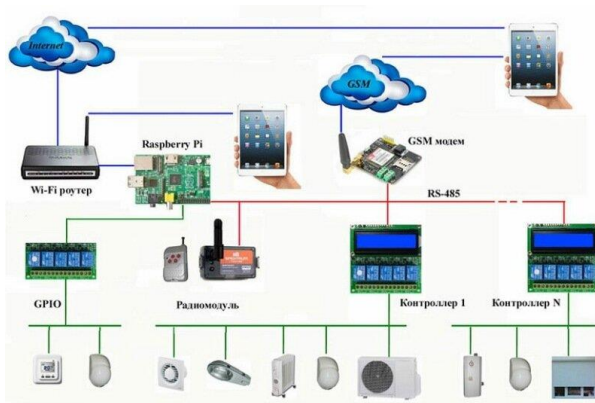 Internet
GSM
Raspberry Pi
GSM модем
Wi-Fi роутер
RS-485
GPIO
Радиомодуль
Контроллер 1
Контроллер N